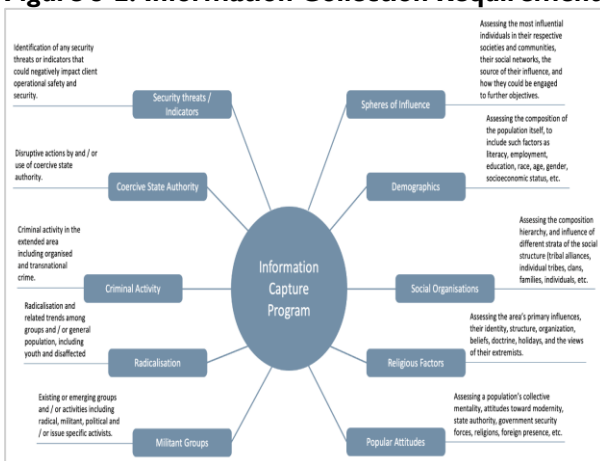 Figure 3-2: Information Collection Requirement
Identification of any security
threats or indicators that
could negatively impact client
operational safety and
security.
Security threats /
Indicators
Disruptive actions by and / or
use of coercive state
authority.
Coercive State Authority
Criminal activity in the
extended area
including organised
and transnational
crime.
Criminal Activity
Radicalisation and
related trends among
groups and / or general
population, including
youth and disaffected
Radicalisation
Existing or emerging groups
and / or activities including
radical, militant, political and
/ or issue specific activists.
Militant Groups
Information
Capture
Program
Assessing the most influential
individuals in their respective
societies and communities,
their social networks, the
source of their influence, and
how they could be engaged
to further objectives.
Spheres of Influence
Assessing the composition of
the population itself, to
include such factors as
literacy, employment,
education, race, age, gender,
socioeconomic status, etc.
Demographics
Assessing the composition
hierarchy, and influence of
different strata of the social
structure (tribal alliances,
individual tribes, clans,
families, individuals, etc.
Social Organisations
Assessing the area's primary influences,
their identity, structure, organization,
beliefs, doctrine, holidays, and the views
of their extremists.
Religious Factors
Assessing a population's collective
mentality, attitudes toward modernity,
state authority, government security
forces, religions, foreign presence, etc.
Popular Attitudes